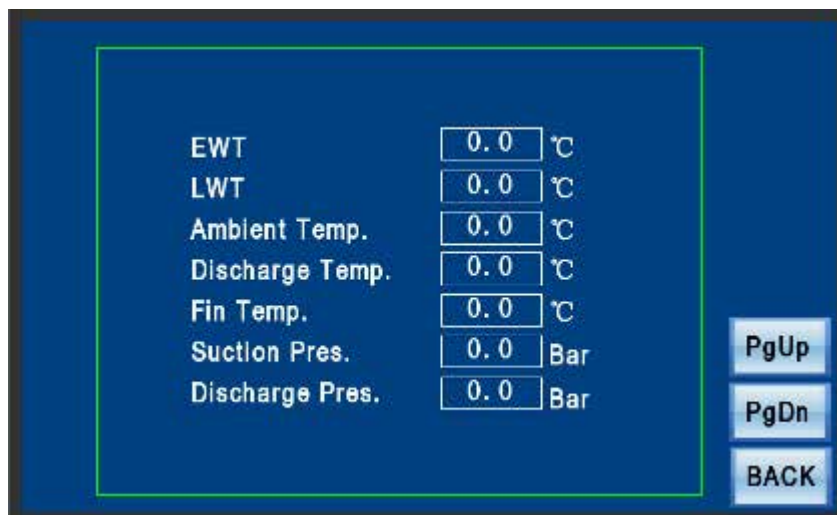 EWT 0.0 ℃
LWT 0.0 ℃
Ambient Temp. 0.0 ℃
Discharge Temp. 0.0 ℃
Fin Temp. 0.0 ℃
Suction Pres. 0.0 Bar
Discharge Pres. 0.0 Bar
PgUp
PgDn
BACK